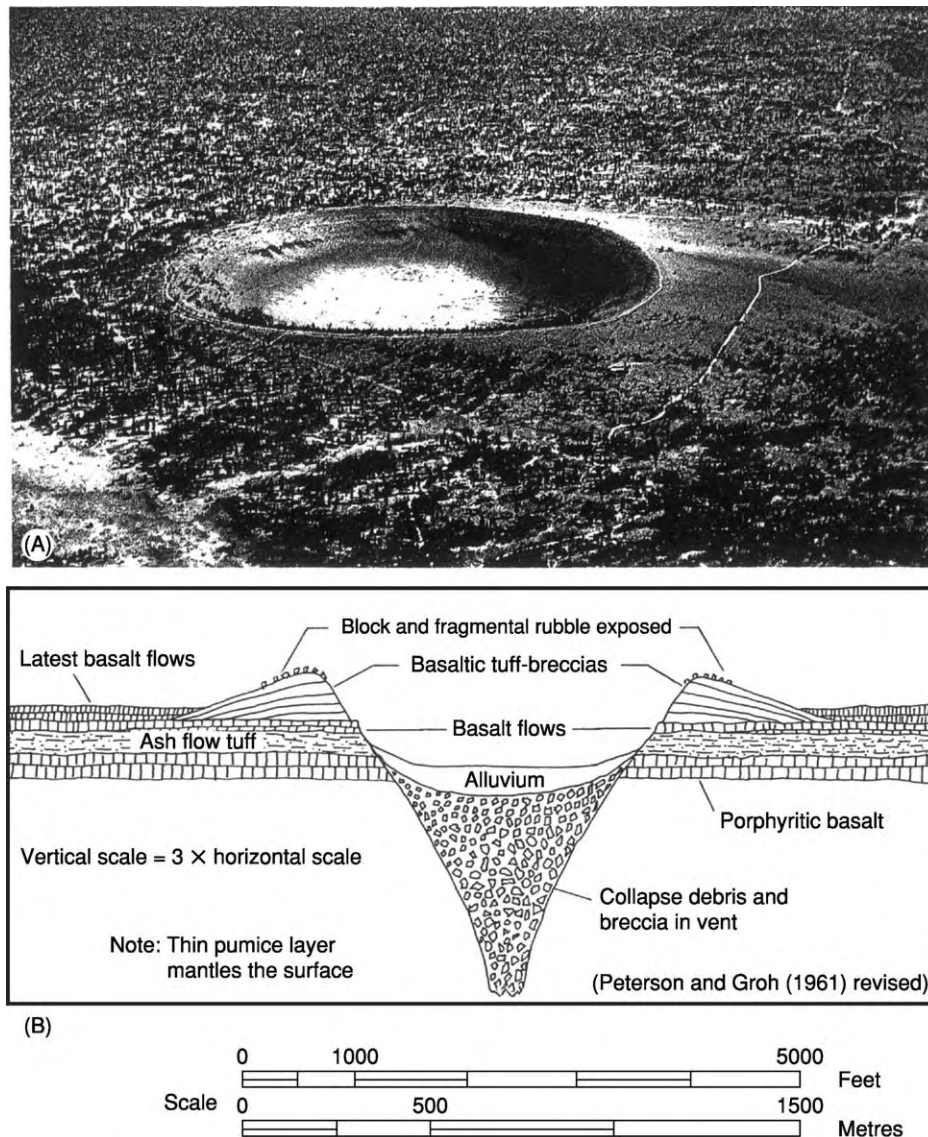 (A)
Block and fragmental rubble exposed
Latest basalt flows
Basaltic tuff-breccias
Basalt flows
Ash flow tuff
Alluvium
Porphyritic basalt
Vertical scale = 3 × horizontal scale
Collapse debris and
breccia in vent
Note: Thin pumice layer
mantles the surface
(Peterson and Groh (1961) revised)
(B)
0 1000 5000
Feet
Scale
0 500 1500
Metres